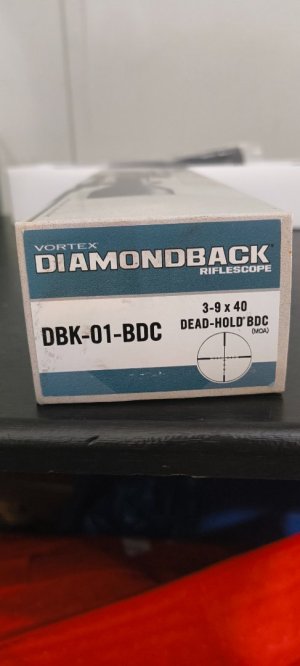 VORTEX®
DIAMONDBACK®
RIFLESCOPE
DBK-01-BDC
3-9 x 40
DEAD-HOLD® BDC
(MOA)